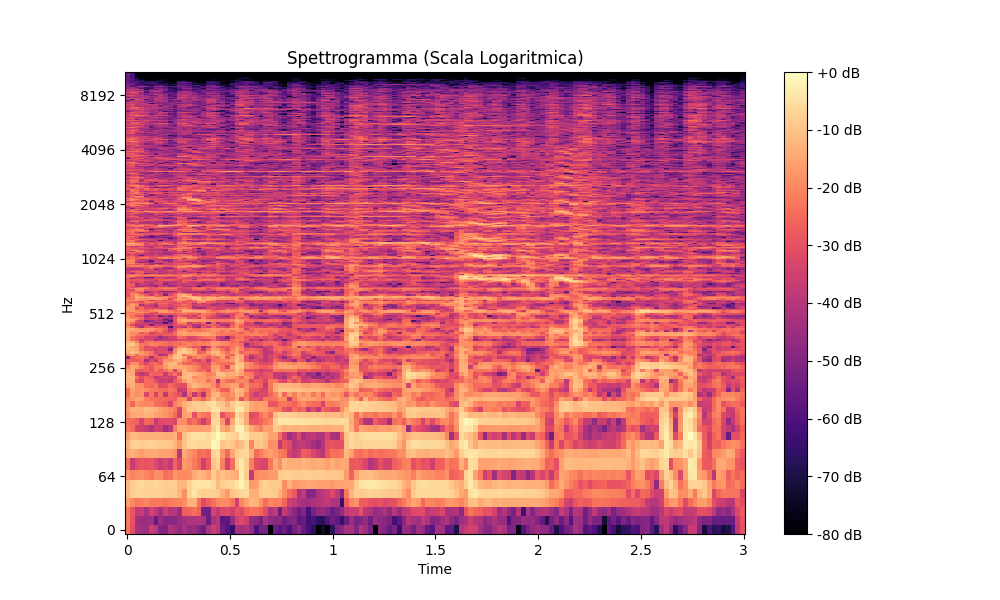 Spettrogramma (Scala Logaritmica)
Hz
8192
4096
2048
1024
512
256
128
64
0
0 0.5 1 1.5 2 2.5 3
Time
+0 dB
-10 dB
-20 dB
-30 dB
-40 dB
-50 dB
-60 dB
-70 dB
-80 dB